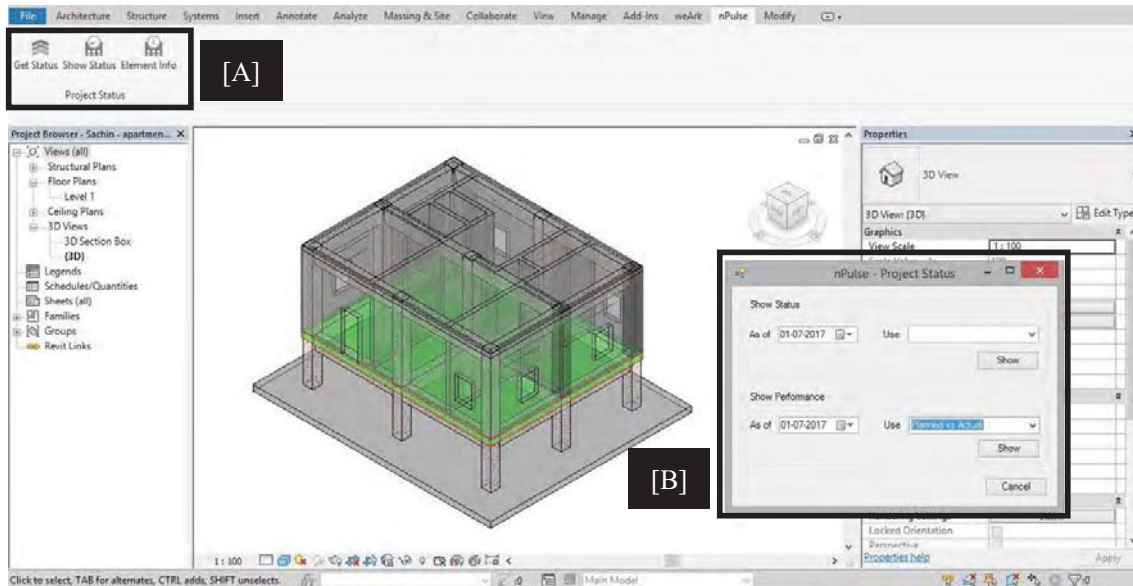 File Architecture Structure Systems Insert Annotate Analyze Massing & Site Collaborate View Manage Add-Ins weArk nPulse Modify
Get Status Show Status Element Info
Project Status
[A]
Project Browser - Sachin - apartmen...
Views (all)
Structural Plans
Floor Plans
Level 1
Ceiling Plans
3D Views
3D Section Box
{3D}
Legends
Schedules/Quantities
Sheets (all)
Families
Groups
Revit Links
Properties
3D View
3D View: {3D}
Edit Type
Graphics
View Scale 1 : 100
nPulse - Project Status
Show Status
As of 01-07-2017 Use
Show
Show Performance
As of 01-07-2017 Use Planned vs Actual
Show
Cancel
[B]
Locked Orientation
Perspective
Properties help Apply
1 : 100
Click to select, TAB for alternates, CTRL adds, SHIFT unselects.
:0 Main Model
:0